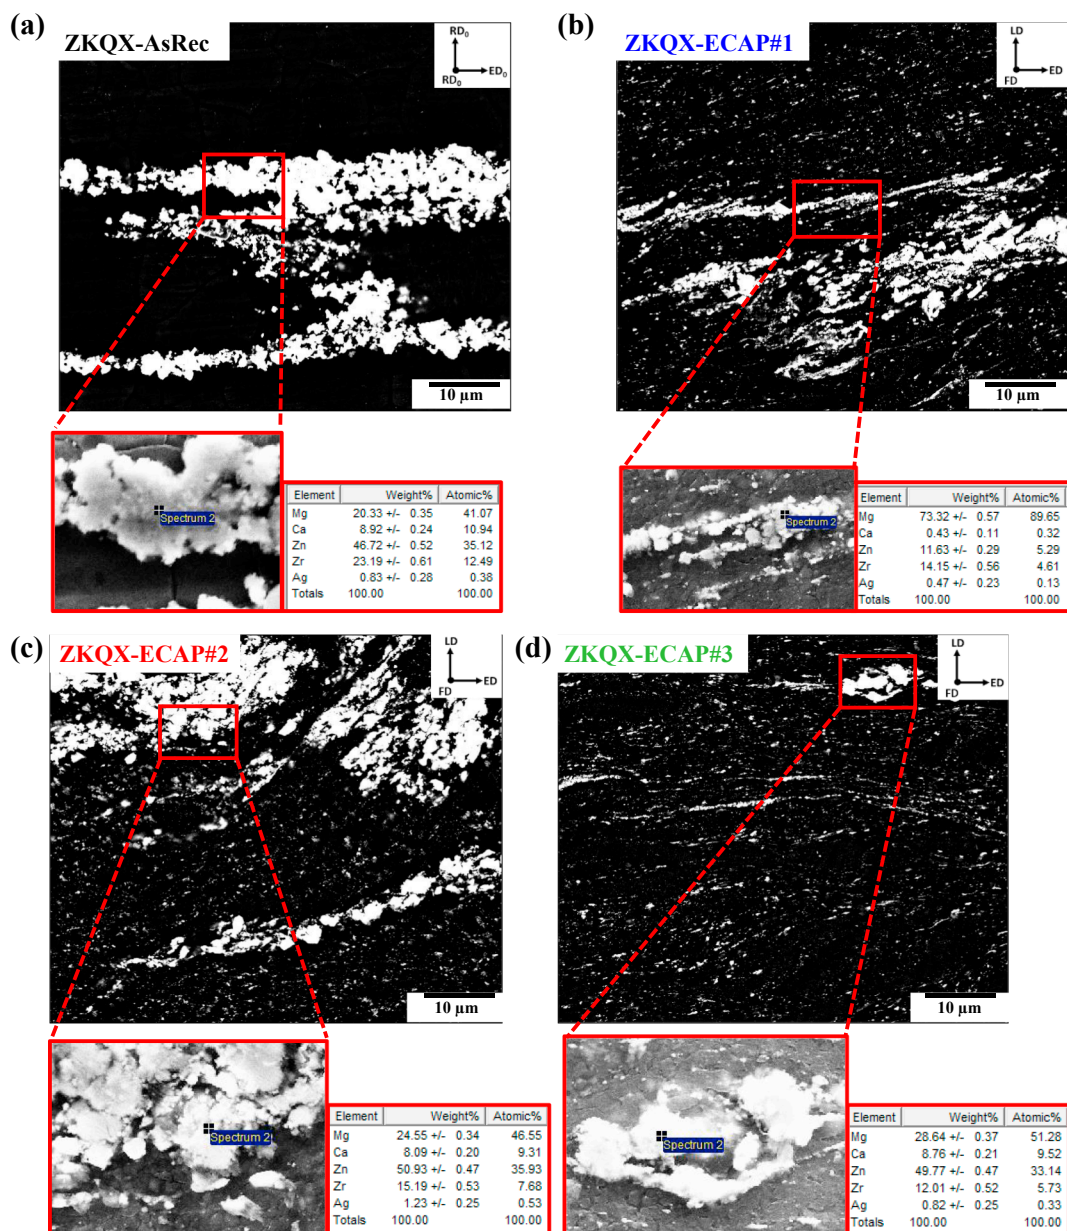 (a)
ZKQX-AsRec
RD₀
ED₀
RD₀
10 μm
Spectrum 2
Element Weight% Atomic%
Mg 20.33 +/- 0.35 41.07
Ca 8.92 +/- 0.24 10.94
Zn 46.72 +/- 0.52 35.12
Zr 23.19 +/- 0.61 12.49
Ag 0.83 +/- 0.28 0.38
Totals 100.00 100.00
(b)
ZKQX-ECAP#1
LD
ED
FD
10 μm
Spectrum 2
Element Weight% Atomic%
Mg 73.32 +/- 0.57 89.65
Ca 0.43 +/- 0.11 0.32
Zn 11.63 +/- 0.29 5.29
Zr 14.15 +/- 0.56 4.61
Ag 0.47 +/- 0.23 0.13
Totals 100.00 100.00
(c)
ZKQX-ECAP#2
LD
ED
FD
10 μm
Spectrum 2
Element Weight% Atomic%
Mg 24.55 +/- 0.34 46.55
Ca 8.09 +/- 0.20 9.31
Zn 50.93 +/- 0.47 35.93
Zr 15.19 +/- 0.53 7.68
Ag 1.23 +/- 0.25 0.53
Totals 100.00 100.00
(d)
ZKQX-ECAP#3
LD
ED
FD
10 μm
Spectrum 2
Element Weight% Atomic%
Mg 28.64 +/- 0.37 51.28
Ca 8.76 +/- 0.21 9.52
Zn 49.77 +/- 0.47 33.14
Zr 12.01 +/- 0.52 5.73
Ag 0.82 +/- 0.25 0.33
Totals 100.00 100.00